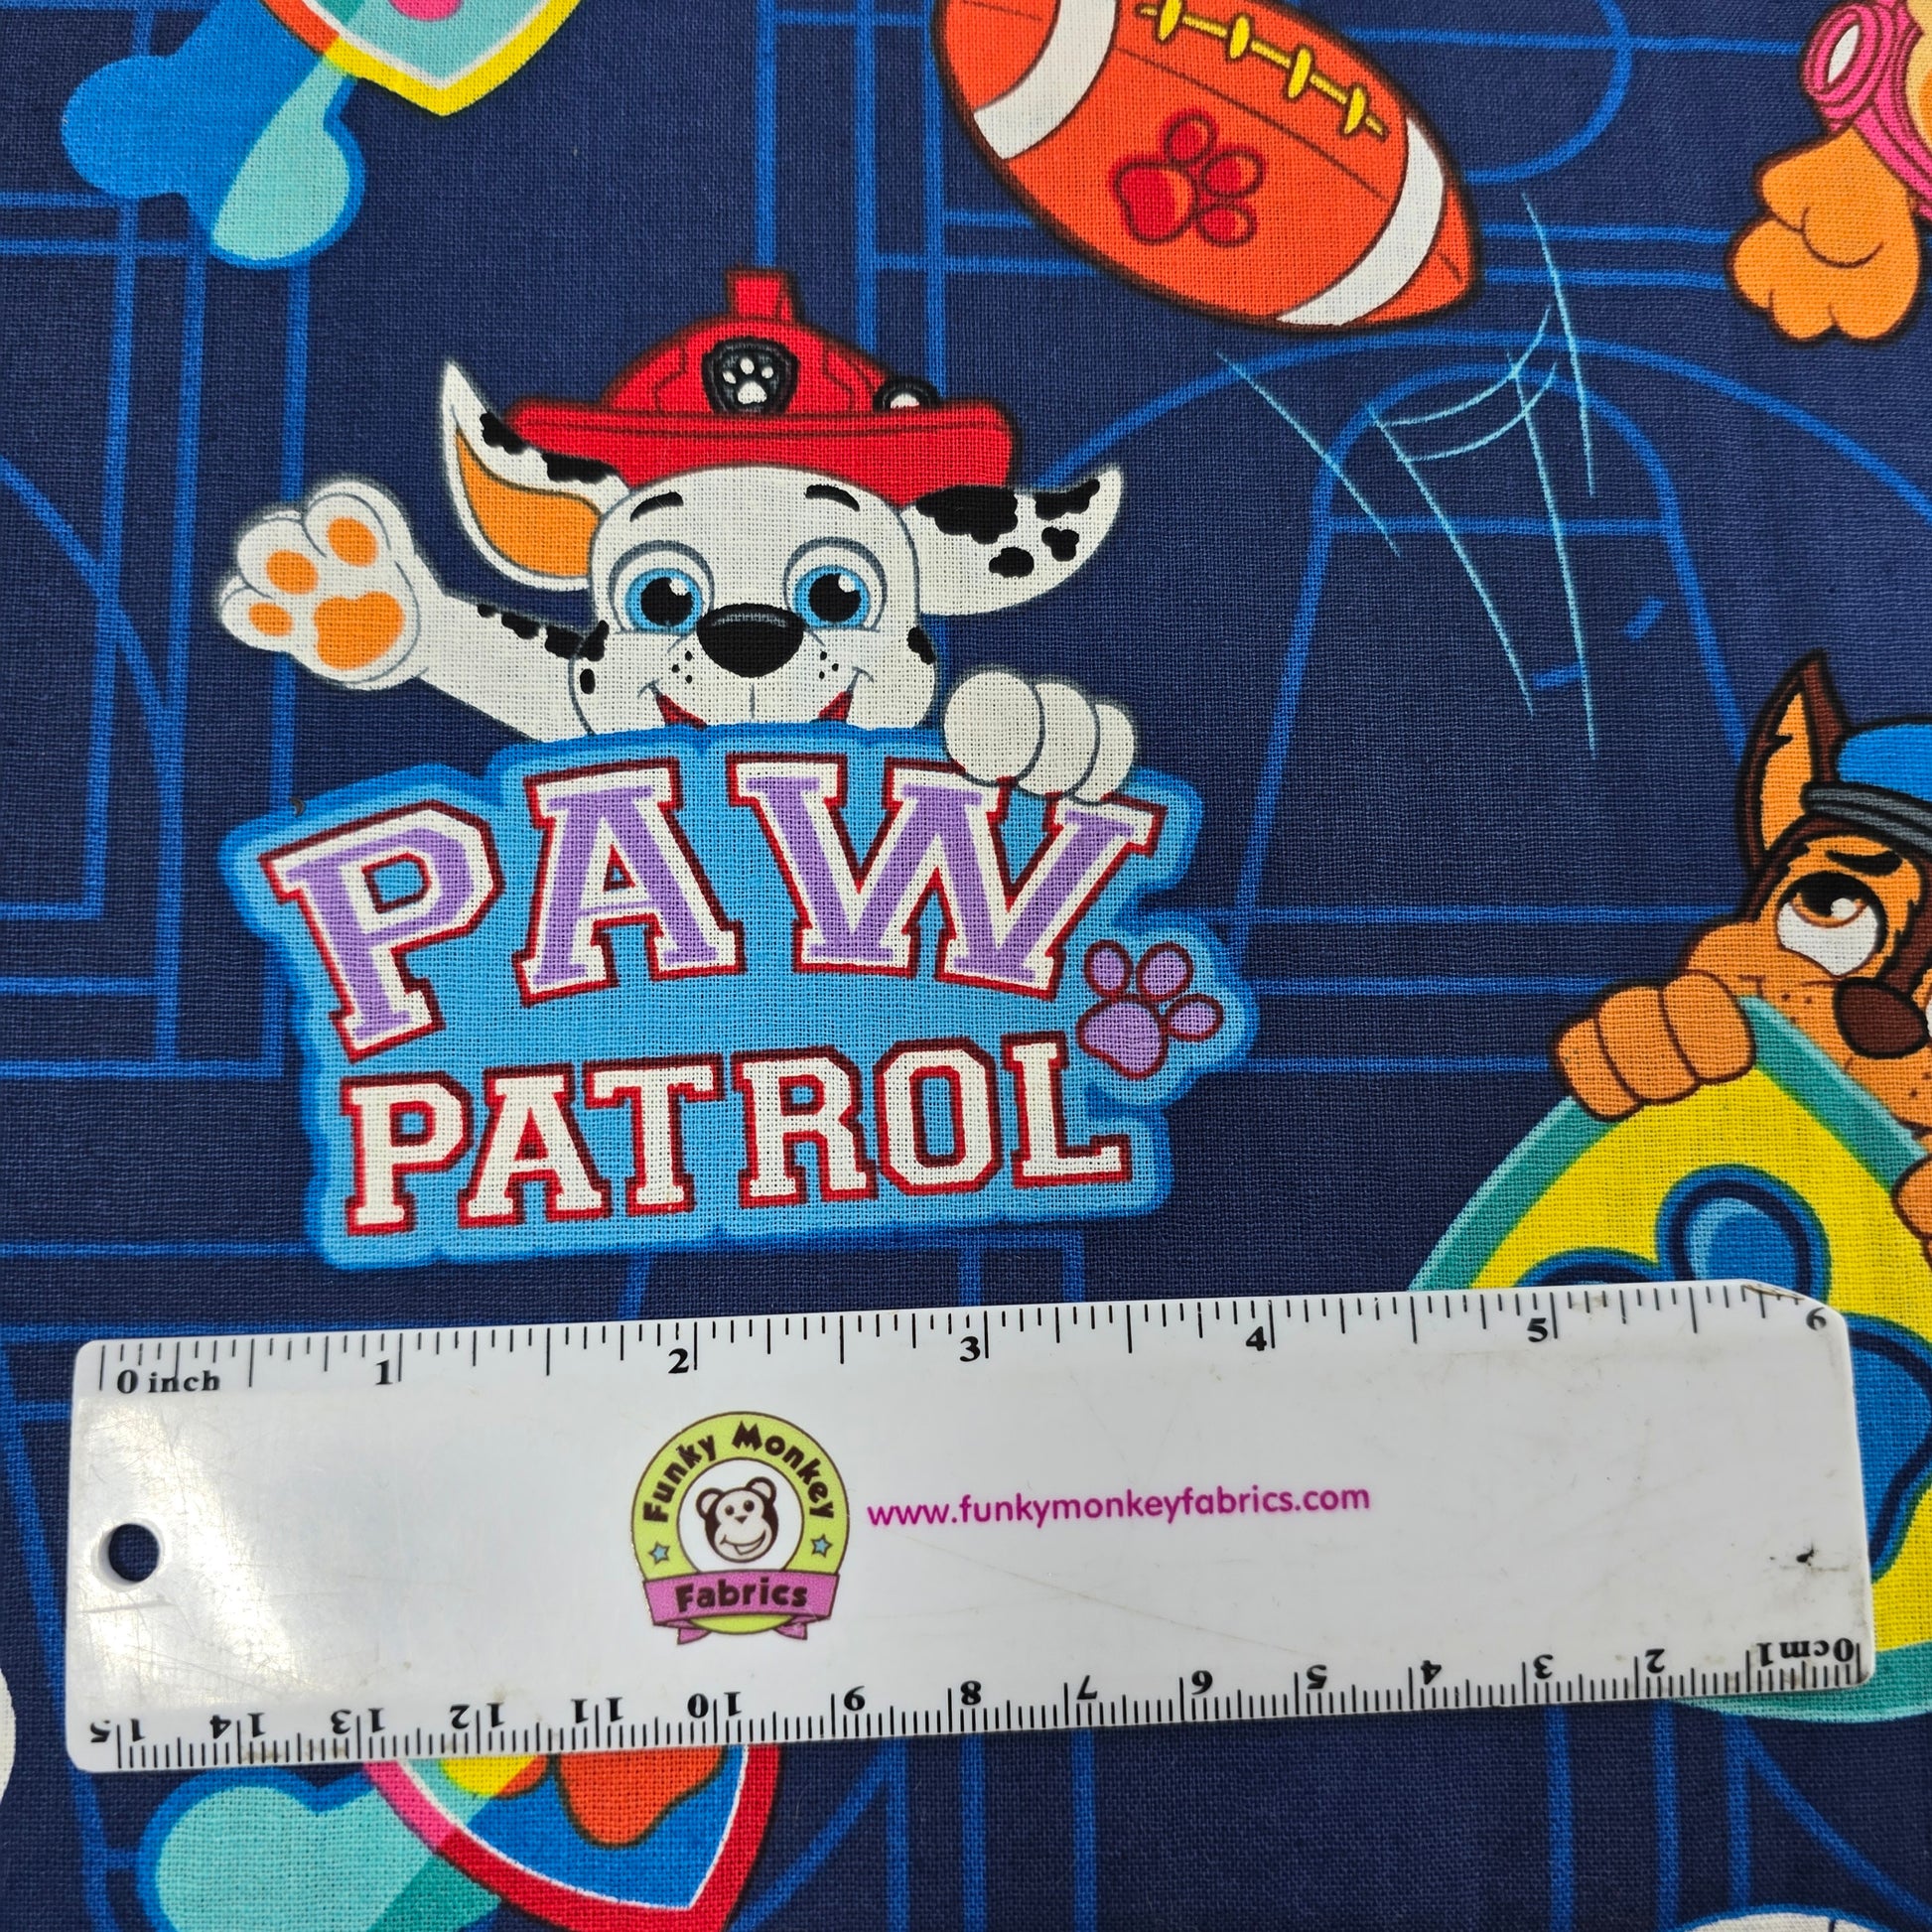 PAW
PATROL
0 inch 1 2 3 4 5 6
Funky Monkey
Fabrics
www.funkymonkeyfabrics.com
0cm1 2 3 4 5 6 7 8 9 10 11 12 13 14 15